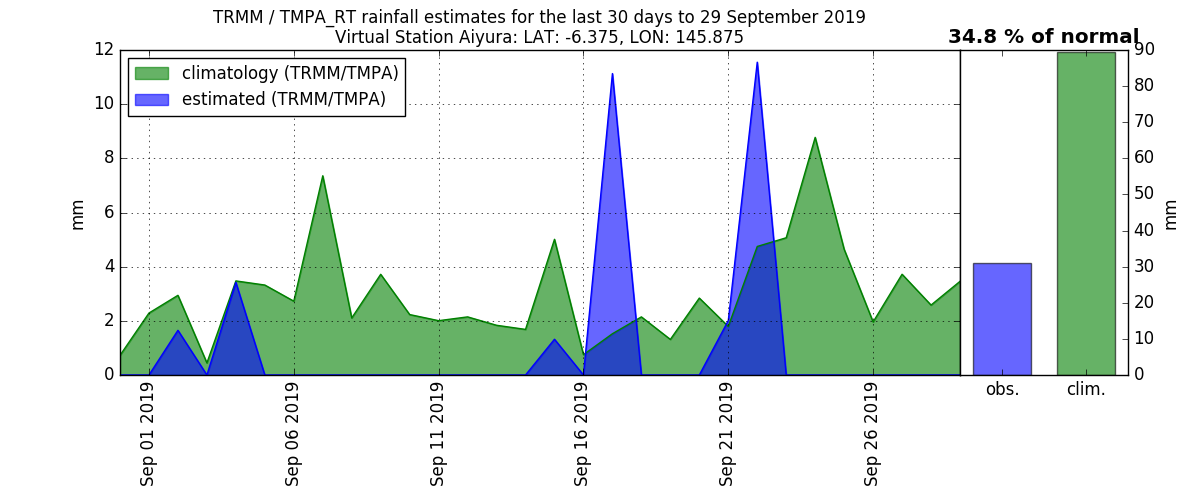 TRMM / TMPA_RT rainfall estimates for the last 30 days to 29 September 2019
Virtual Station Aiyura: LAT: -6.375, LON: 145.875
34.8 % of normal
climatology (TRMM/TMPA)
estimated (TRMM/TMPA)
12
10
8
6
4
2
0
mm
Sep 01 2019
Sep 06 2019
Sep 11 2019
Sep 16 2019
Sep 21 2019
Sep 26 2019
obs.
clim.
90
80
70
60
50
40
30
20
10
0
mm